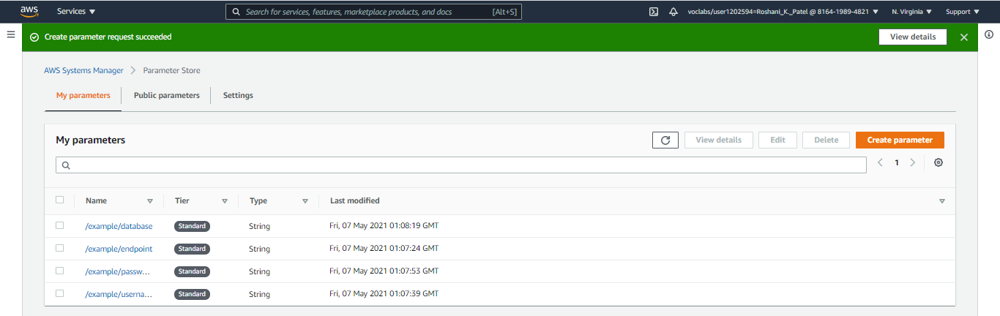 aws Services Search for services, features, marketplace products, and docs [Alt+S] voclabs/user1202594=Roshani_K._Patel @ 8164-1989-4821 N. Virginia Support
Create parameter request succeeded View details
AWS Systems Manager Parameter Store
My parameters Public parameters Settings
My parameters View details Edit Delete Create parameter
1
Name Tier Type Last modified
/example/database Standard String Fri, 07 May 2021 01:08:19 GMT
/example/endpoint Standard String Fri, 07 May 2021 01:07:24 GMT
/example/passw... Standard String Fri, 07 May 2021 01:07:53 GMT
/example/userna... Standard String Fri, 07 May 2021 01:07:39 GMT